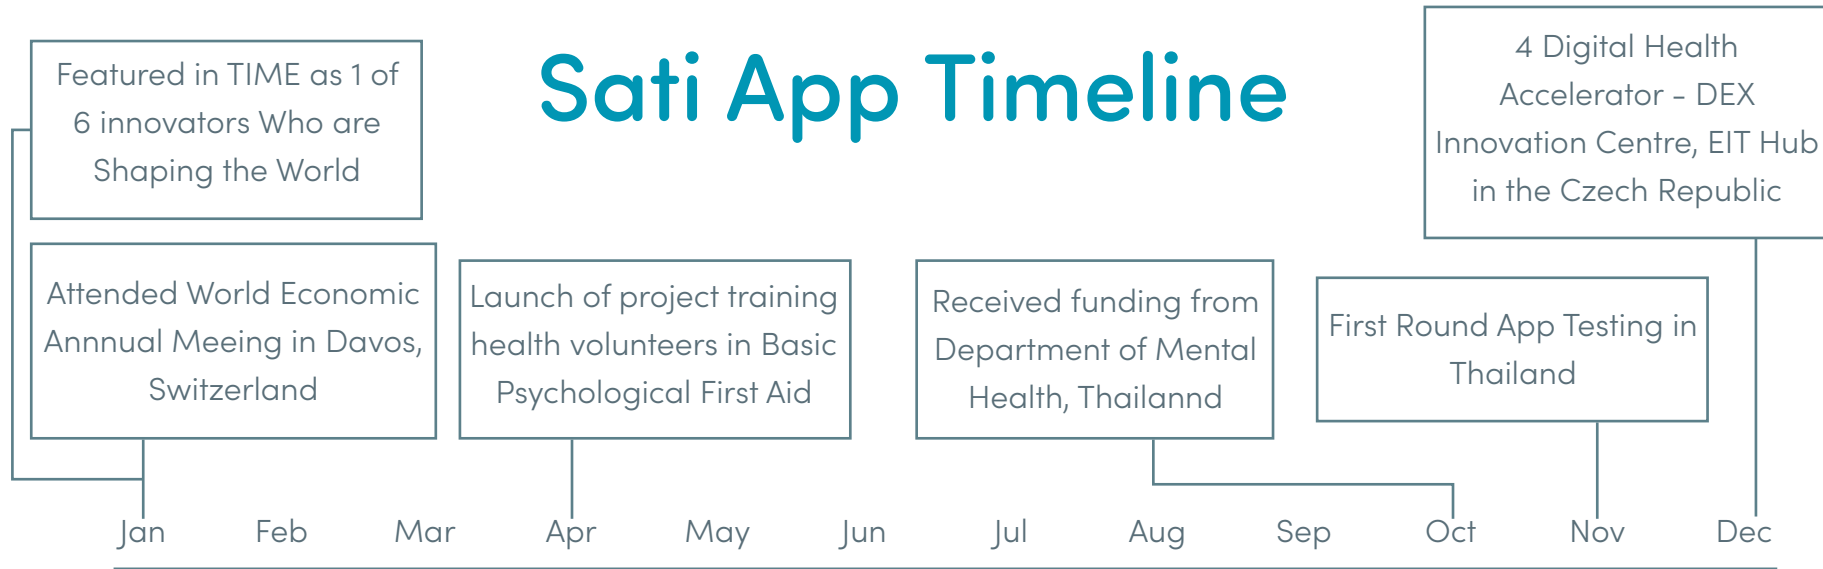 Sati App Timeline
Featured in TIME as 1 of
6 innovators Who are
Shaping the World
Attended World Economic
Annnual Meeing in Davos,
Switzerland
Launch of project training
health volunteers in Basic
Psychological First Aid
Received funding from
Department of Mental
Health, Thailannd
First Round App Testing in
Thailand
4 Digital Health
Accelerator - DEX
Innovation Centre, EIT Hub
in the Czech Republic
Jan Feb Mar Apr May Jun Jul Aug Sep Oct Nov Dec